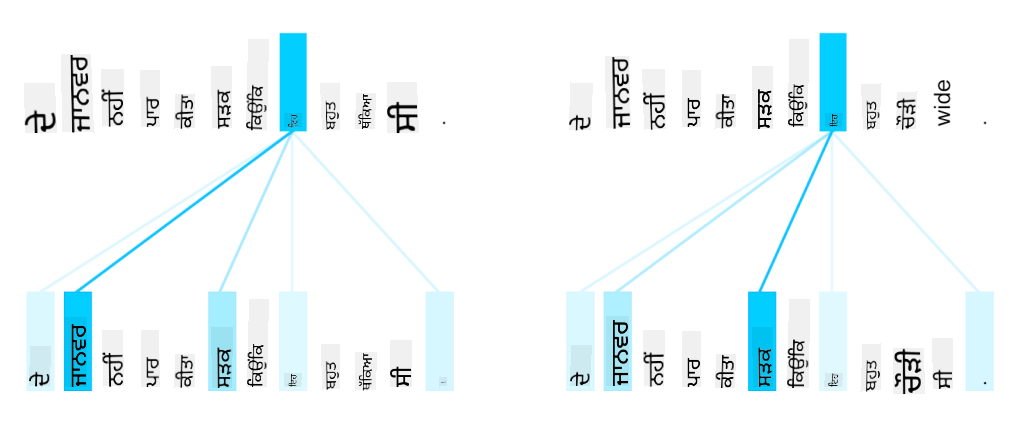 ਦੇ ਜਾਨਵਰ ਨਹੀਂ ਪਾਰ ਕੀਤਾ ਸੜਕ ਕਿਉਂਕਿ ਇਹ ਬਹੁਤ ਥੱਕਿਆ ਸੀ .
ਦੇ ਜਾਨਵਰ ਨਹੀਂ ਪਾਰ ਕੀਤਾ ਸੜਕ ਕਿਉਂਕਿ ਇਹ ਬਹੁਤ ਥੱਕਿਆ ਸੀ
ਦੇ ਜਾਨਵਰ ਨਹੀਂ ਪਾਰ ਕੀਤਾ ਸੜਕ ਕਿਉਂਕਿ ਇਹ ਬਹੁਤ ਚੌੜੀ wide .
ਦੇ ਜਾਨਵਰ ਨਹੀਂ ਪਾਰ ਕੀਤਾ ਸੜਕ ਕਿਉਂਕਿ ਇਹ ਬਹੁਤ ਚੌੜੀ ਸੀ .